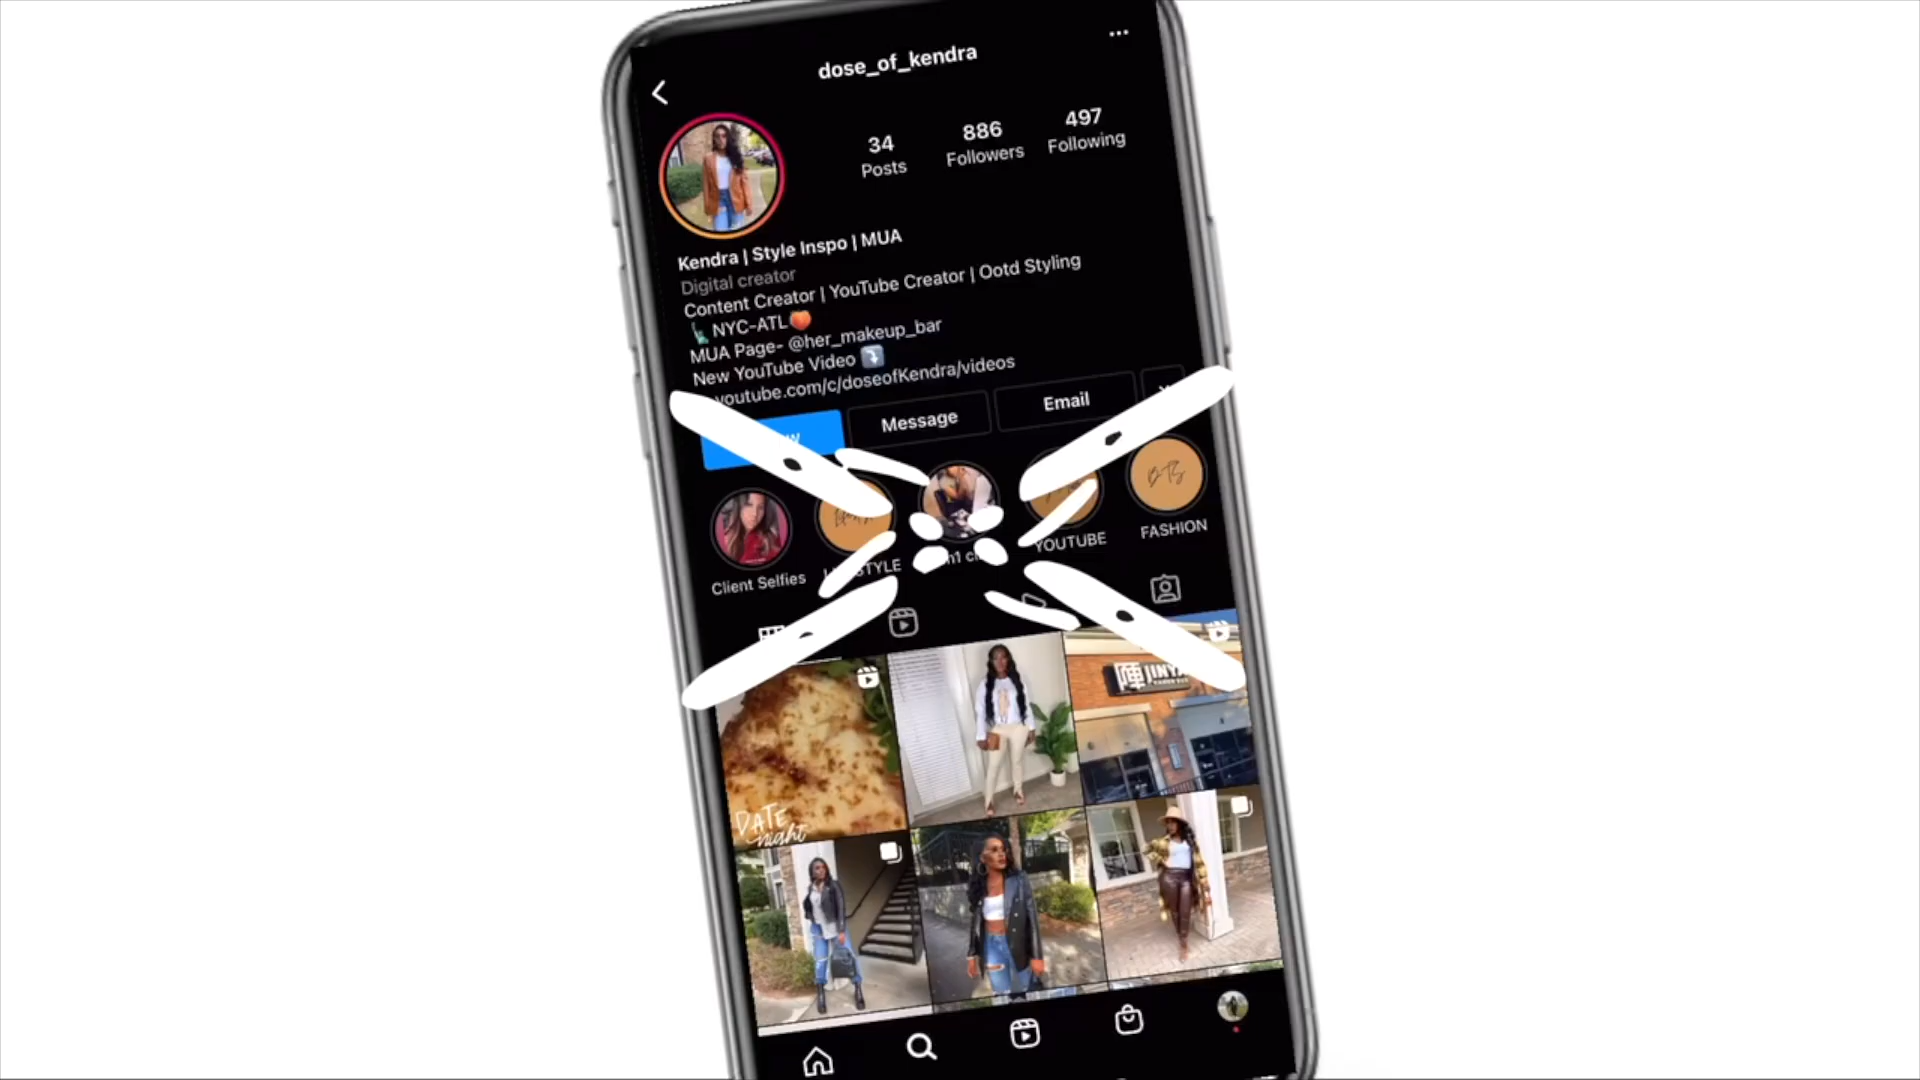 dose_of_kendra
34
Posts
886
Followers
497
Following
Kendra | Style Inspo | MUA
Digital creator
Content Creator | YouTube Creator | Ootd Styling
🗽 NYC-ATL🍑
MUA Page- @her_makeup_bar
New YouTube Video ⤵️
youtube.com/c/doseofKendra/videos
Message
Email
BTS
Client Selfies
YOUTUBE
FASHION
DATE
night